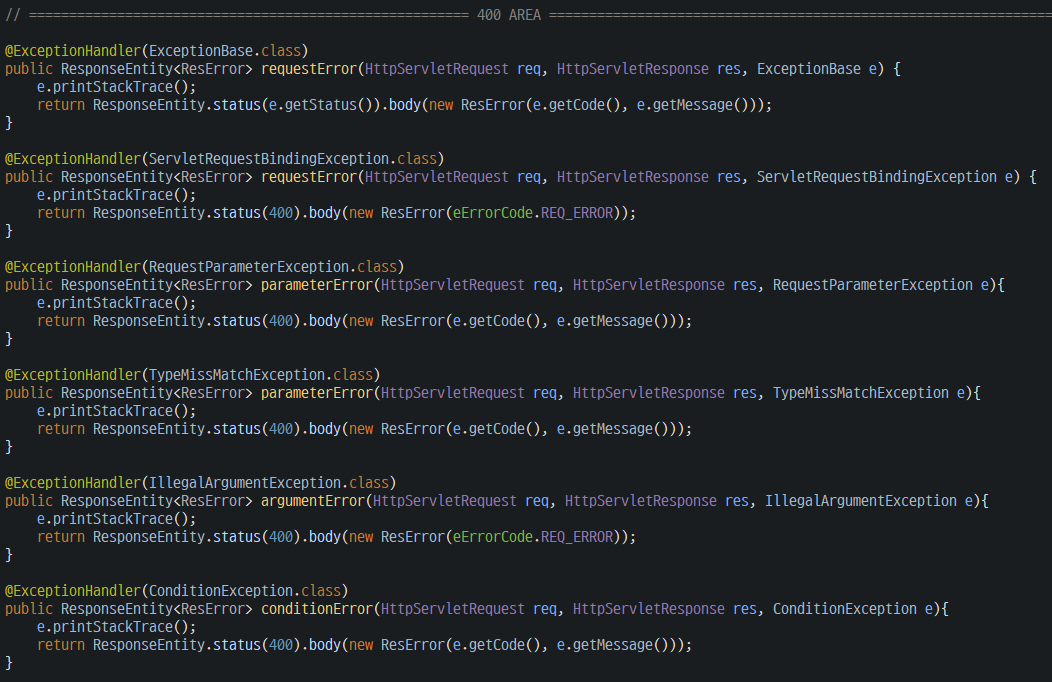 // ======================================================= 400 AREA ===============================================================

@ExceptionHandler(ExceptionBase.class)
public ResponseEntity<ResError> requestError(HttpServletRequest req, HttpServletResponse res, ExceptionBase e) {
    e.printStackTrace();
    return ResponseEntity.status(e.getStatus()).body(new ResError(e.getCode(), e.getMessage()));
}

@ExceptionHandler(ServletRequestBindingException.class)
public ResponseEntity<ResError> requestError(HttpServletRequest req, HttpServletResponse res, ServletRequestBindingException e) {
    e.printStackTrace();
    return ResponseEntity.status(400).body(new ResError(eErrorCode.REQ_ERROR));
}

@ExceptionHandler(RequestParameterException.class)
public ResponseEntity<ResError> parameterError(HttpServletRequest req, HttpServletResponse res, RequestParameterException e){
    e.printStackTrace();
    return ResponseEntity.status(400).body(new ResError(e.getCode(), e.getMessage()));
}

@ExceptionHandler(TypeMissMatchException.class)
public ResponseEntity<ResError> parameterError(HttpServletRequest req, HttpServletResponse res, TypeMissMatchException e){
    e.printStackTrace();
    return ResponseEntity.status(400).body(new ResError(e.getCode(), e.getMessage()));
}

@ExceptionHandler(IllegalArgumentException.class)
public ResponseEntity<ResError> argumentError(HttpServletRequest req, HttpServletResponse res, IllegalArgumentException e){
    e.printStackTrace();
    return ResponseEntity.status(400).body(new ResError(eErrorCode.REQ_ERROR));
}

@ExceptionHandler(ConditionException.class)
public ResponseEntity<ResError> conditionError(HttpServletRequest req, HttpServletResponse res, ConditionException e){
    e.printStackTrace();
    return ResponseEntity.status(400).body(new ResError(e.getCode(), e.getMessage()));
}